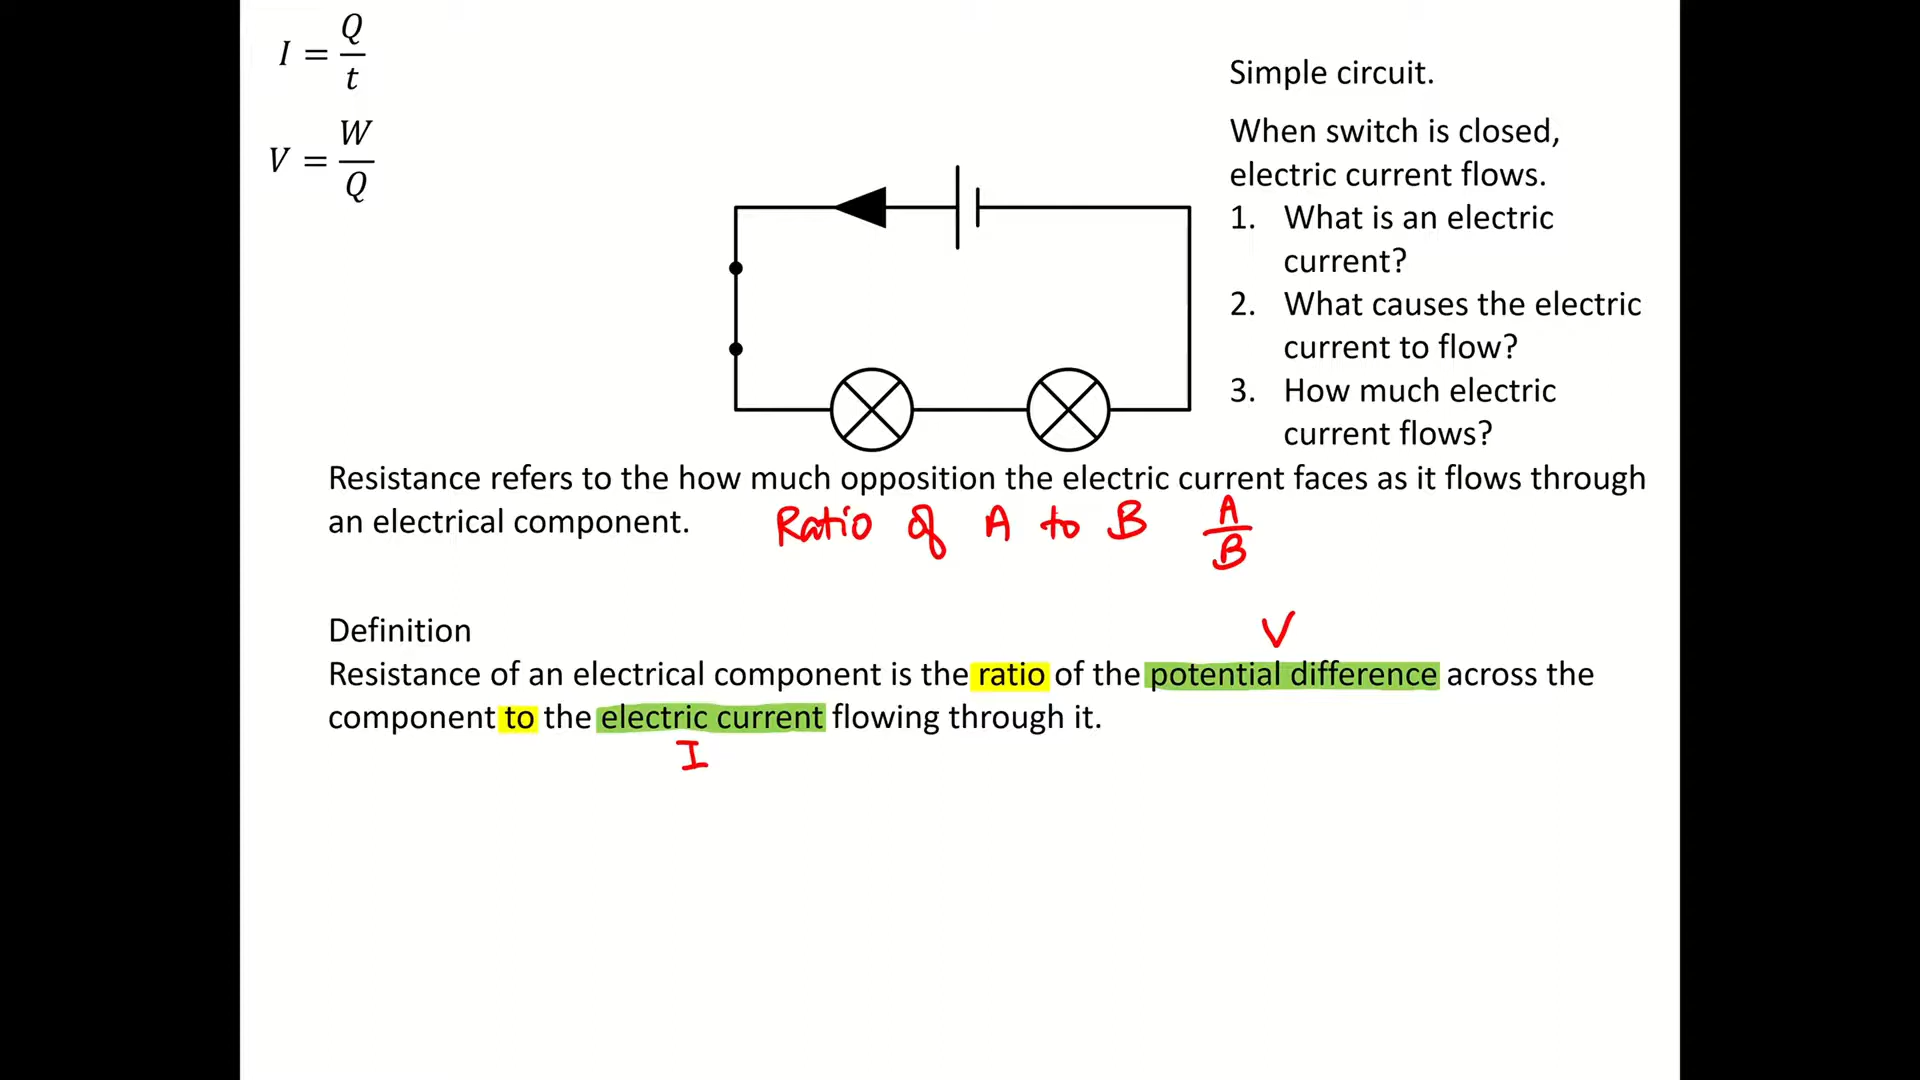 I = Q/t
V = W/Q
Simple circuit.
When switch is closed,
electric current flows.
1. What is an electric
current?
2. What causes the electric
current to flow?
3. How much electric
current flows?
Resistance refers to the how much opposition the electric current faces as it flows through
an electrical component.
Ratio of A to B A/B
Definition
V
Resistance of an electrical component is the ratio of the potential difference across the
component to the electric current flowing through it.
I